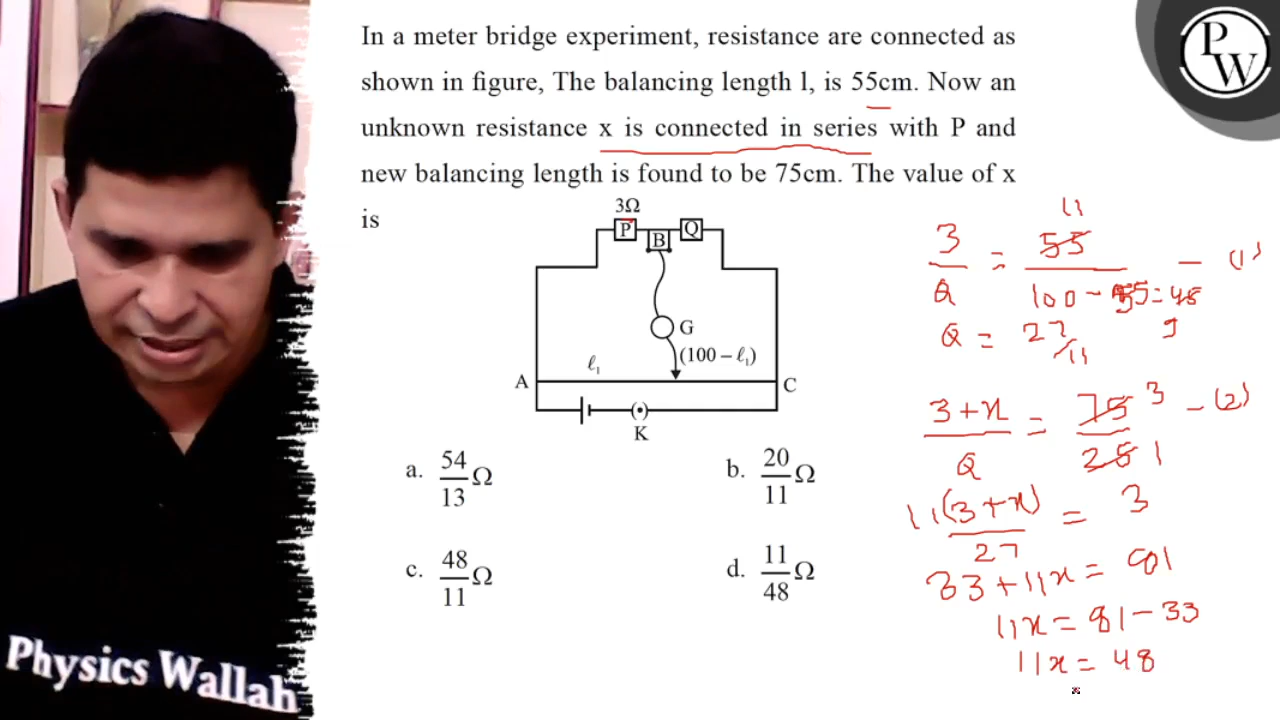 In a meter bridge experiment, resistance are connected as
shown in figure, The balancing length l, is 55cm. Now an
unknown resistance x is connected in series with P and
new balancing length is found to be 75cm. The value of x
is
3Ω
P
B
Q
G
ℓ₁
(100 – ℓ₁)
A
C
K
a. 54/13 Ω
b. 20/11 Ω
c. 48/11 Ω
d. 11/48 Ω
PW
3/Q = 55/100 - 55 = 45 — (1)
11
9
Q = 27/11
3+x/Q = 75/25 — (2)
3
1
11(3+x)/27 = 3
33+11x = 81
11x = 81-33
11x = 48
Physics Wallah